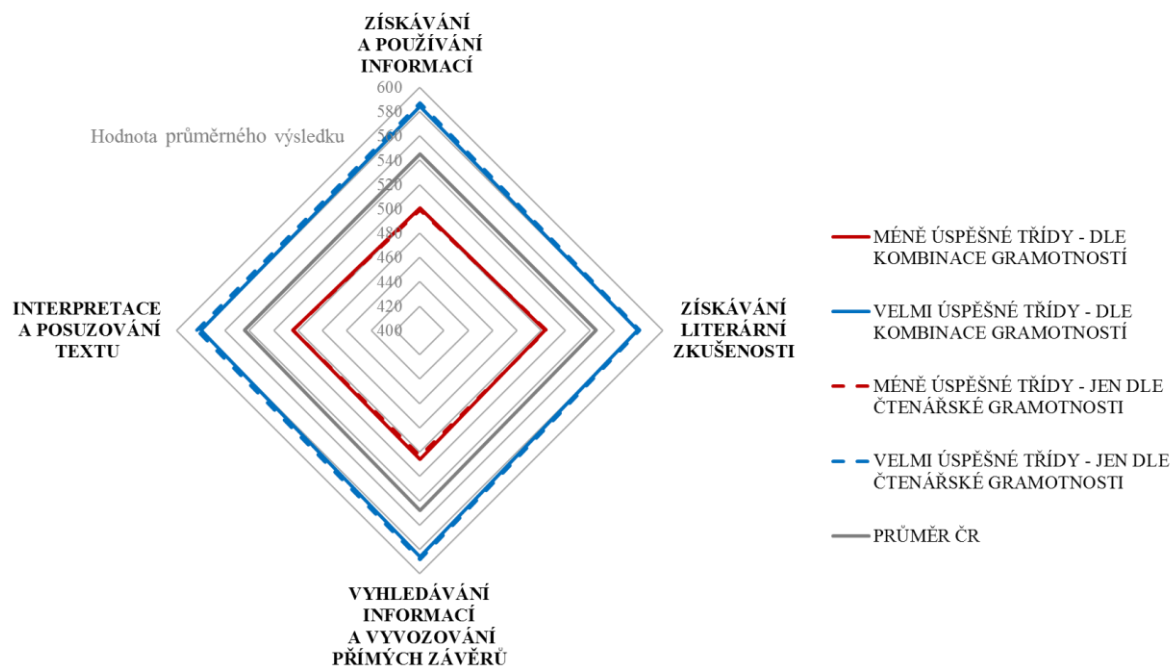 ZÍSKÁVÁNÍ
A POUŽÍVÁNÍ
INFORMACÍ
Hodnota průměrného výsledku
600
580
560
540
520
500
480
460
440
420
400
INTERPRETACE
A POSUZOVÁNÍ
TEXTU
ZÍSKÁVÁNÍ
LITERÁRNÍ
ZKUŠENOSTI
VYHLEDÁVÁNÍ
INFORMACÍ
A VYVOZOVÁNÍ
PŘÍMÝCH ZÁVĚRŮ
MÉNĚ ÚSPĚŠNÉ TŘÍDY - DLE
KOMBINACE GRAMOTNOSTÍ
VELMI ÚSPĚŠNÉ TŘÍDY - DLE
KOMBINACE GRAMOTNOSTÍ
MÉNĚ ÚSPĚŠNÉ TŘÍDY - JEN DLE
ČTENÁŘSKÉ GRAMOTNOSTI
VELMI ÚSPĚŠNÉ TŘÍDY - JEN DLE
ČTENÁŘSKÉ GRAMOTNOSTI
PRŮMĚR ČR